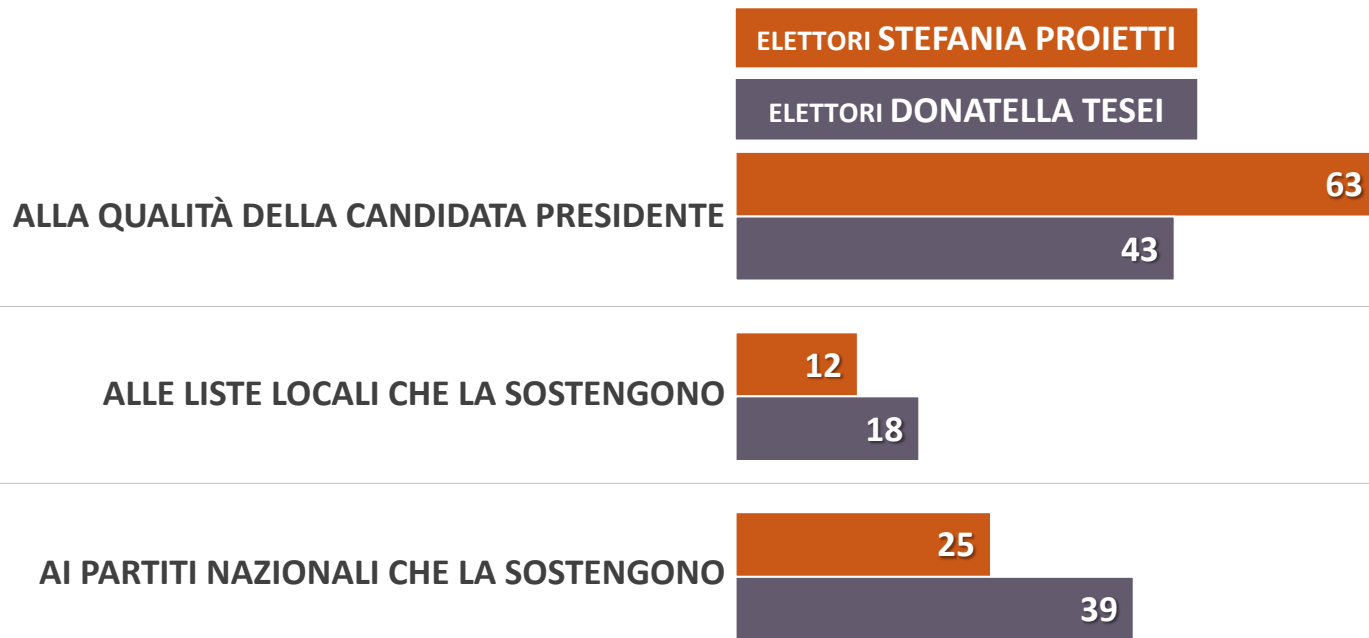 ELETTORI STEFANIA PROIETTI
ELETTORI DONATELLA TESEI
63
ALLA QUALITÀ DELLA CANDIDATA PRESIDENTE
43
12
ALLE LISTE LOCALI CHE LA SOSTENGONO
18
25
AI PARTITI NAZIONALI CHE LA SOSTENGONO
39